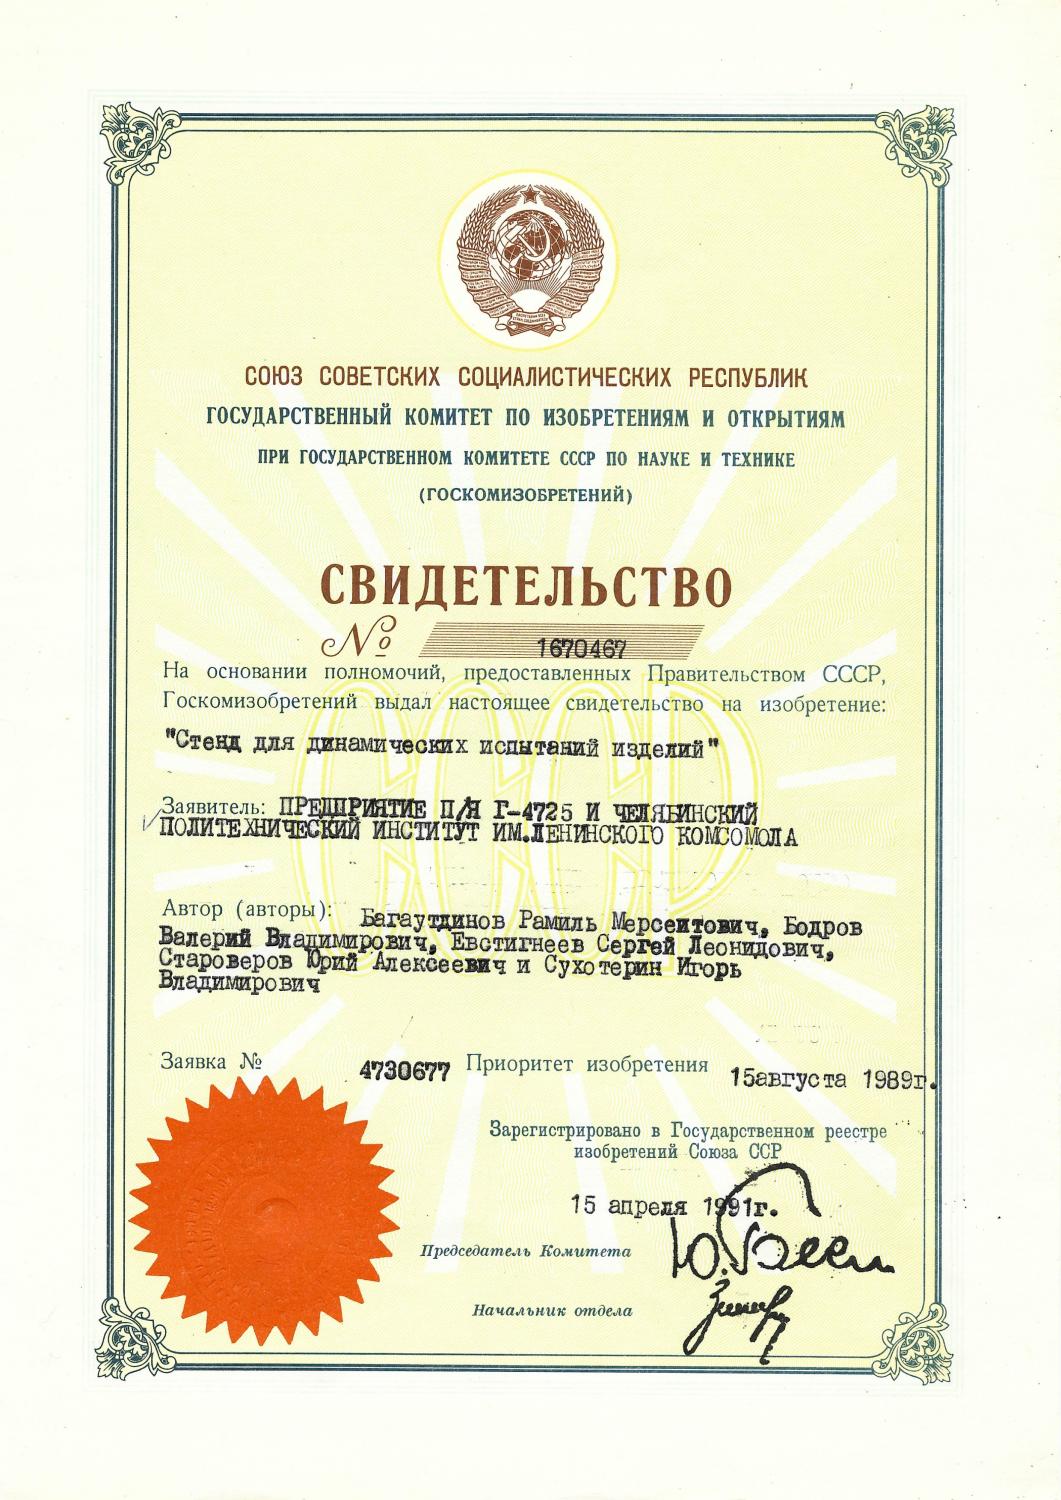 СОЮЗ СОВЕТСКИХ СОЦИАЛИСТИЧЕСКИХ РЕСПУБЛИК
ГОСУДАРСТВЕННЫЙ КОМИТЕТ ПО ИЗОБРЕТЕНИЯМ И ОТКРЫТИЯМ
ПРИ ГОСУДАРСТВЕННОМ КОМИТЕТЕ СССР ПО НАУКЕ И ТЕХНИКЕ
(ГОСКОМИЗОБРЕТЕНИЙ)
СВИДЕТЕЛЬСТВО
№ 1670467
На основании полномочий, предоставленных Правительством СССР,
Госкомизобретений выдал настоящее свидетельство на изобретение:
"Стенд для динамических испытаний изделий"
Заявитель: ПРЕДПРИЯТИЕ П/Я Г-4725 И ЧЕЛЯБИНСКИЙ
ПОЛИТЕХНИЧЕСКИЙ ИНСТИТУТ ИМ.ЛЕНИНСКОГО КОМСОМОЛА
Автор (авторы): Багаутдинов Рамиль Мерсеитович, Бодров
Валерий Владимирович, Евстигнеев Сергей Леонидович,
Староверов Юрий Алексеевич и Сухотерин Игорь
Владимирович
Заявка № 4730677 Приоритет изобретения 15августа 1989г.
Зарегистрировано в Государственном реестре
изобретений Союза ССР
15 апреля 1991г.
Председатель Комитета
Начальник отдела